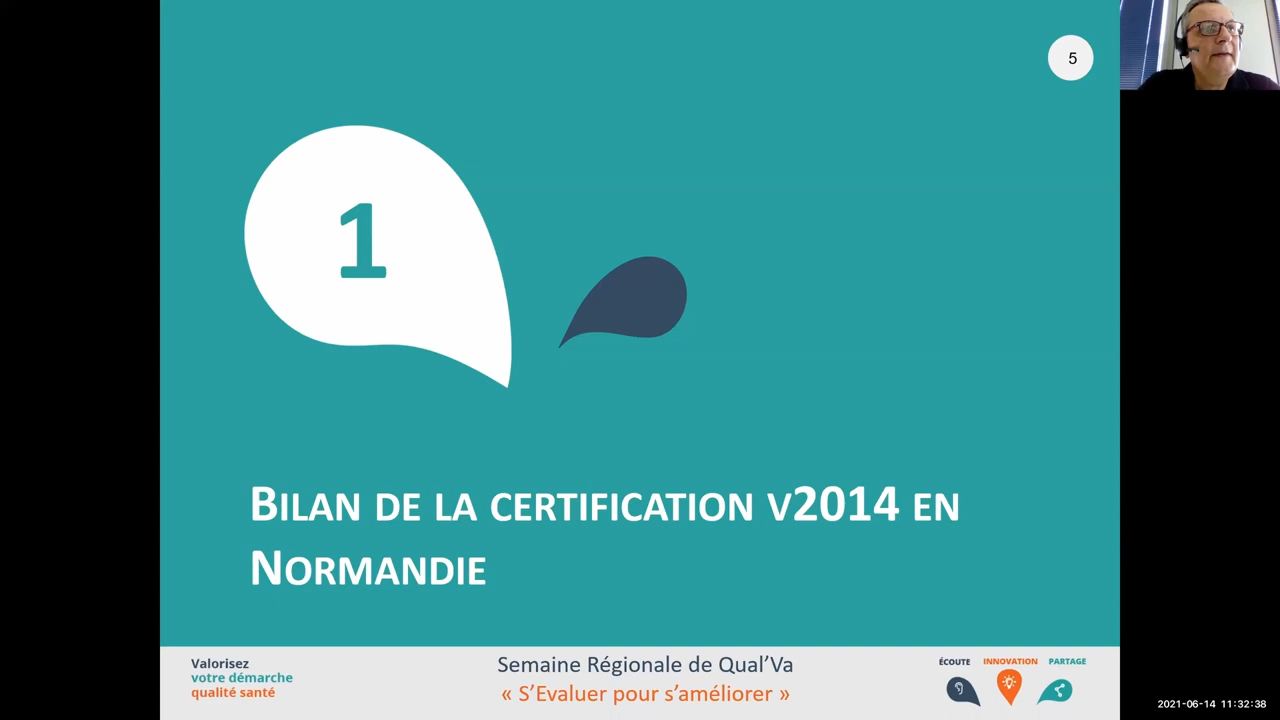 5
1
BILAN DE LA CERTIFICATION V2014 EN
NORMANDIE
Valorisez
votre démarche
qualité santé
Semaine Régionale de Qual’Va
« S’Evaluer pour s’améliorer »
ÉCOUTE INNOVATION PARTAGE
2021-06-14 11:32:38